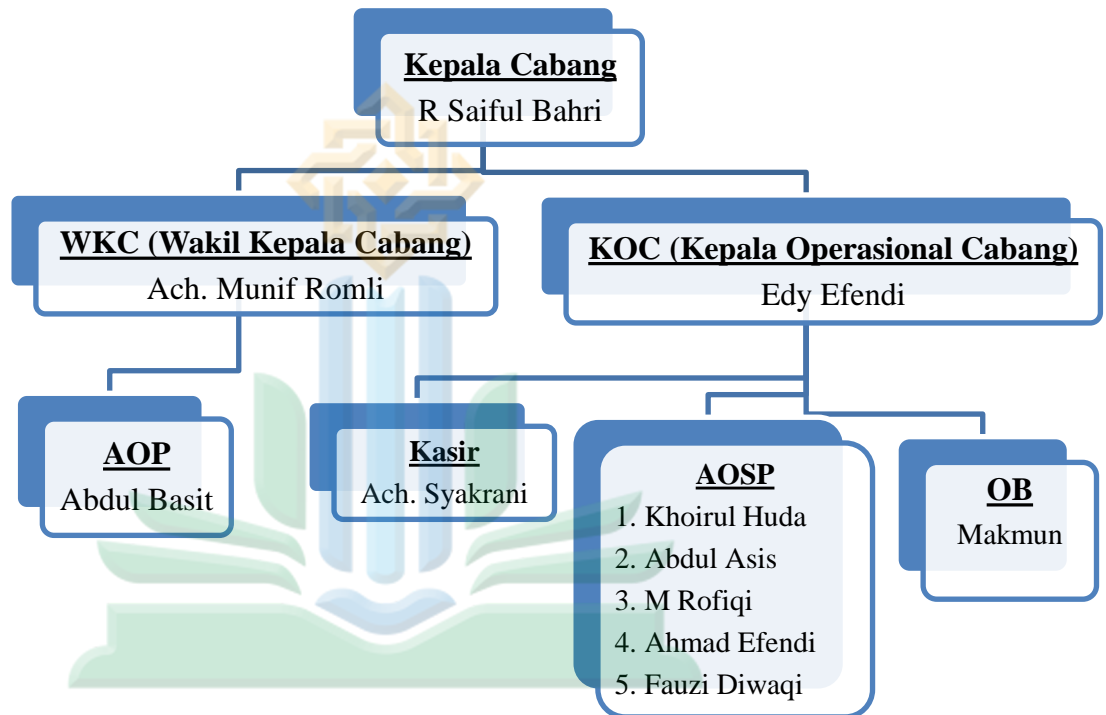 Kepala Cabang
R Saiful Bahri
WKC (Wakil Kepala Cabang)
Ach. Munif Romli
KOC (Kepala Operasional Cabang)
Edy Efendi
AOP
Abdul Basit
Kasir
Ach. Syakrani
AOSP
1. Khoirul Huda
2. Abdul Asis
3. M Rofiqi
4. Ahmad Efendi
5. Fauzi Diwaqi
OB
Makmun